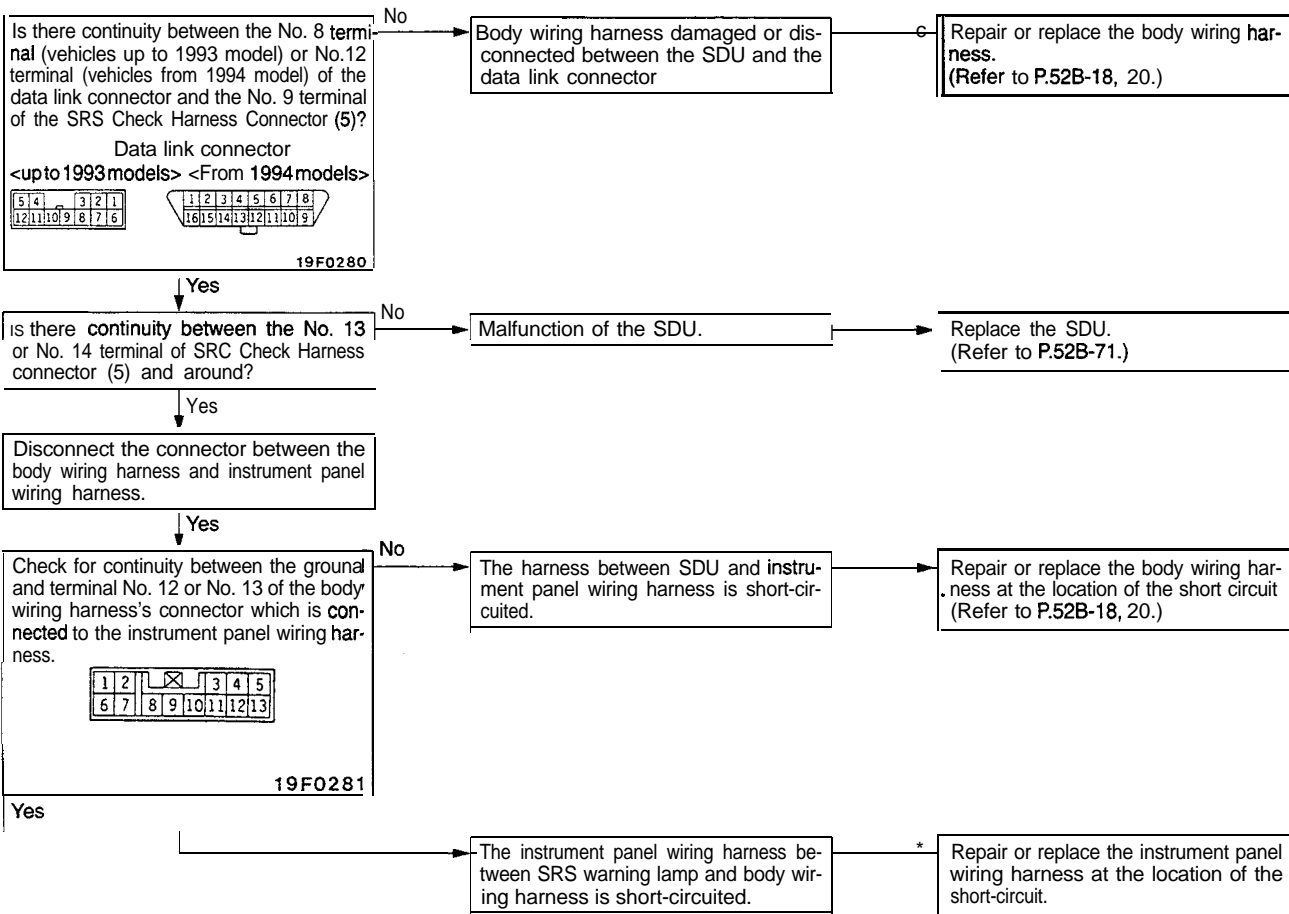 Is there continuity between the No. 8 termi-
nal (vehicles up to 1993 model) or No.12
terminal (vehicles from 1994 model) of the
data link connector and the No. 9 terminal
of the SRS Check Harness Connector (5)?
Data link connector
<up to 1993 models> <From 1994 models>
5 4 3 2 1
12 11 10 9 8 7 6
1 2 3 4 5 6 7 8
16 15 14 13 12 11 10 9
19F0280
No
Body wiring harness damaged or dis-
connected between the SDU and the
data link connector
c
Repair or replace the body wiring har-
ness.
(Refer to P.52B-18, 20.)
Yes
Is there continuity between the No. 13
or No. 14 terminal of SRC Check Harness
connector (5) and around?
No
Malfunction of the SDU.
Replace the SDU.
(Refer to P.52B-71.)
Yes
Disconnect the connector between the
body wiring harness and instrument panel
wiring harness.
Yes
Check for continuity between the ground
and terminal No. 12 or No. 13 of the body
wiring harness's connector which is con-
nected to the instrument panel wiring har-
ness.
1 2 3 4 5
6 7 8 9 10 11 12 13
19F0281
No
The harness between SDU and instru-
ment panel wiring harness is short-cir-
cuited.
Repair or replace the body wiring har-
ness at the location of the short circuit
(Refer to P.52B-18, 20.)
Yes
The instrument panel wiring harness be-
tween SRS warning lamp and body wir-
ing harness is short-circuited.
*
Repair or replace the instrument panel
wiring harness at the location of the
short-circuit.